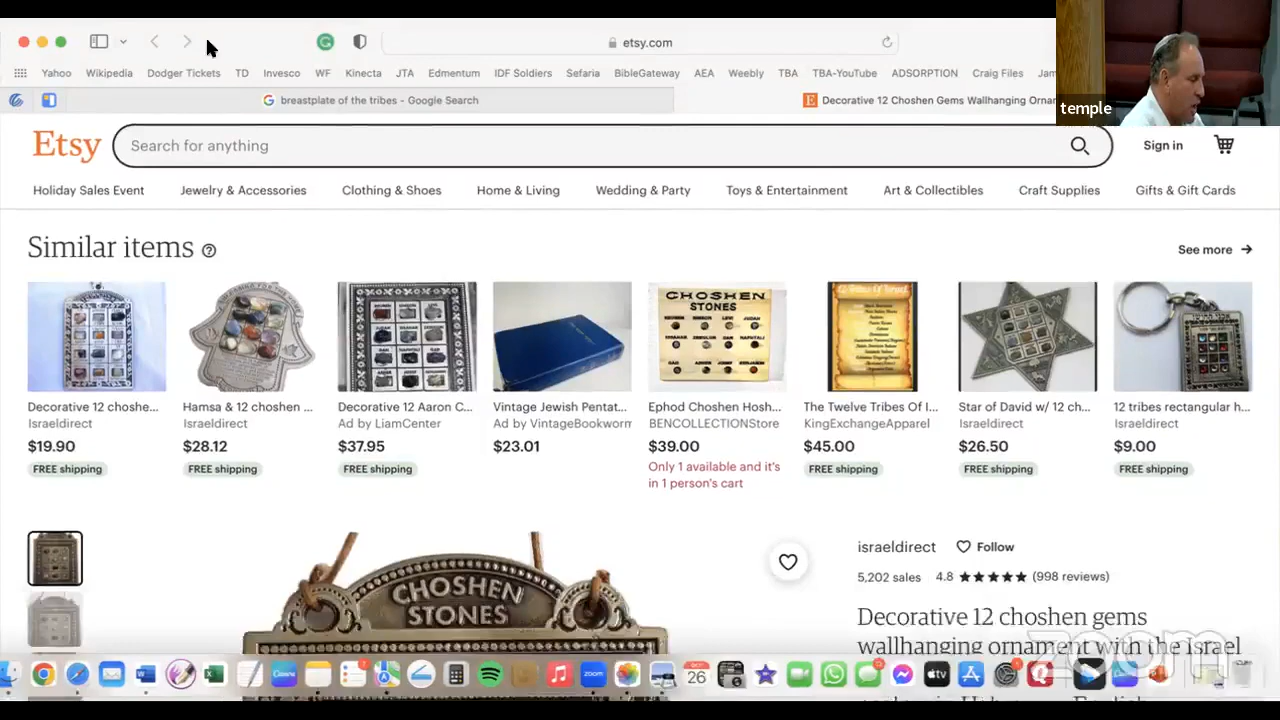 etsy.com
Yahoo Wikipedia Dodger Tickets TD Invesco WF Kinecta JTA Edmentum IDF Soldiers Sefaria BibleGateway AEA Weebly TBA TBA-YouTube ADSORPTION Craig Files Jam
breastplate of the tribes - Google Search
Decorative 12 Choshen Gems Wallhanging Ornam
temple
Etsy
Search for anything
Sign in
Holiday Sales Event Jewelry & Accessories Clothing & Shoes Home & Living Wedding & Party Toys & Entertainment Art & Collectibles Craft Supplies Gifts & Gift Cards
Similar items
See more
CHOSHEN
STONES
Decorative 12 choshe... Hamsa & 12 choshen ... Decorative 12 Aaron C... Vintage Jewish Pentat... Ephod Choshen Hosh... The Twelve Tribes Of I... Star of David w/ 12 ch... 12 tribes rectangular h...
Israeldirect Israeldirect Ad by LiamCenter Ad by VintageBookworm BENCOLLECTIONStore KingExchangeApparel Israeldirect Israeldirect
$19.90 $28.12 $37.95 $23.01 $39.00 $45.00 $26.50 $9.00
FREE shipping FREE shipping FREE shipping Only 1 available and it's FREE shipping FREE shipping FREE shipping
in 1 person's cart
israeldirect Follow
5,202 sales 4.8 (998 reviews)
CHOSHEN
STONES
Decorative 12 choshen gems
wallhanging ornament with the Israel
zoom
26